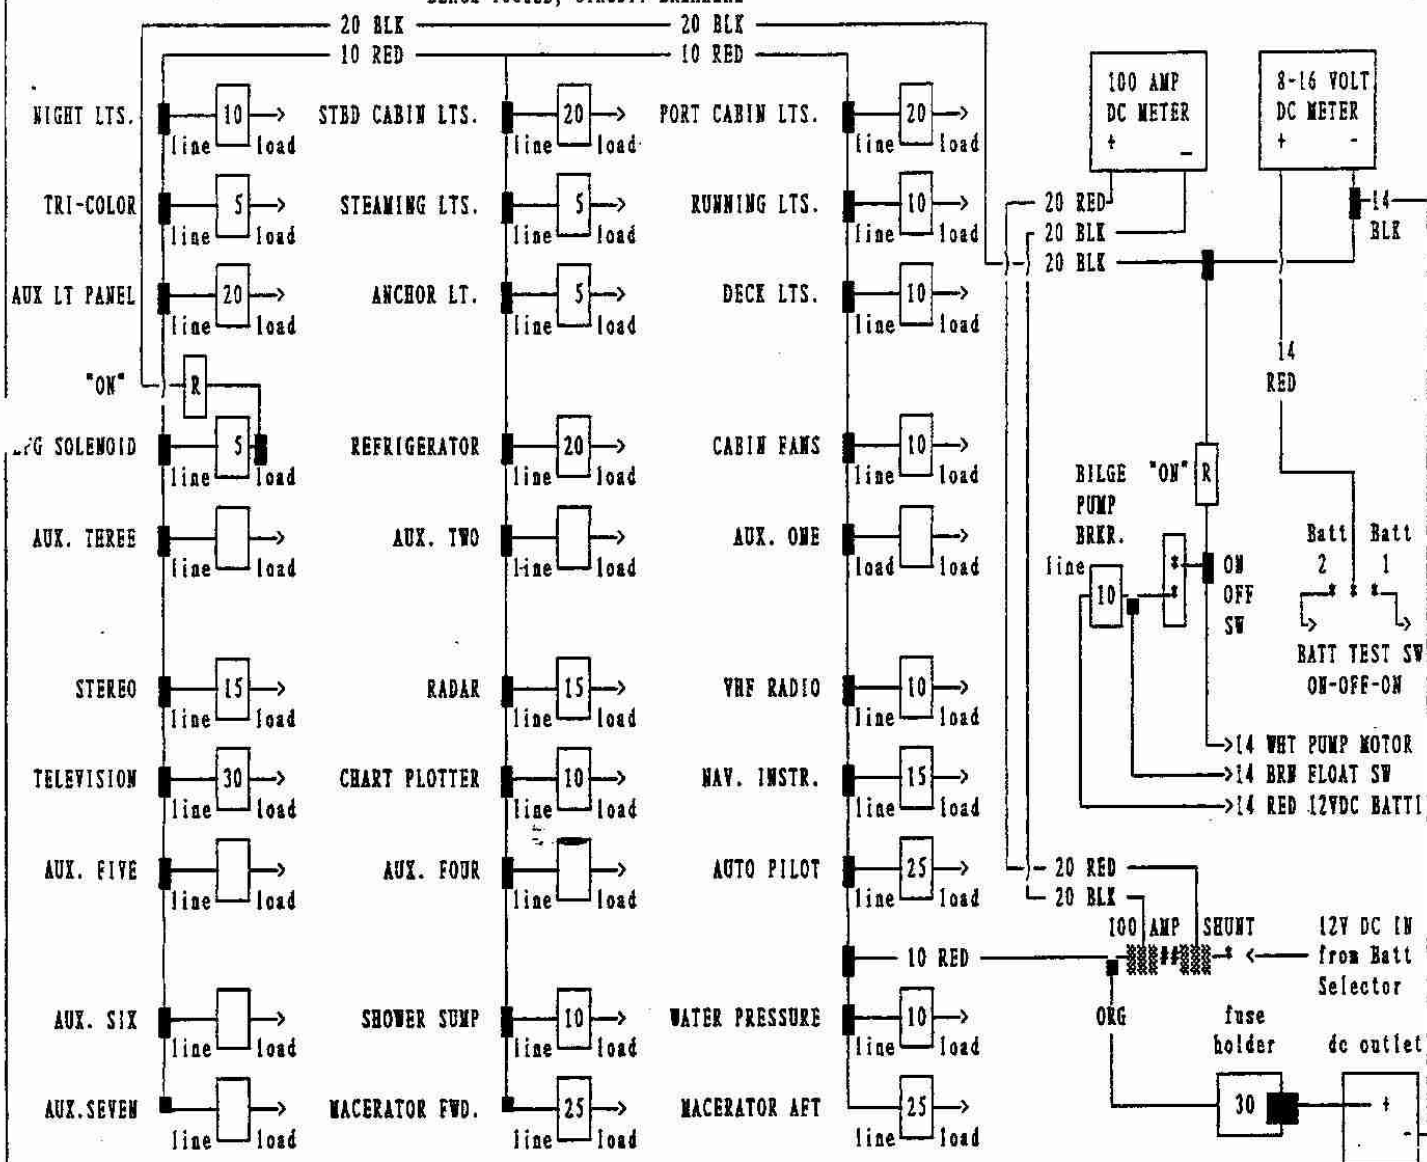 20 BLK 20 BLK
10 RED 10 RED
100 AMP
DC METER
+ -
8-16 VOLT
DC METER
+ -
NIGHT LTS. 10 STBD CABIN LTS. 20 PORT CABIN LTS. 20
line load line load line load
TRI-COLOR 5 STEAMING LTS. 5 RUNNING LTS. 10
line load line load line load
20 RED
20 BLK
20 BLK
14
BLK
AUX LT PANEL 20 ANCHOR LT. 5 DECK LTS. 10
line load line load line load
14
RED
"ON" R
SOLENOID 5 REFRIGERATOR 20 CABIN FANS 10
line load line load line load
BILGE "ON" R
PUMP
BRKR.
line
10
* *
ON
OFF
SW
Batt Batt
2 1
* * *
BATT TEST SW
ON-OFF-ON
AUX. THREE AUX. TWO AUX. ONE
line load line load load load
STEREO 15 RADAR 15 VHF RADIO 10
line load line load line load
14 WHT PUMP MOTOR
14 BRN FLOAT SW
14 RED 12VDC BATT1
TELEVISION 30 CHART PLOTTER 10 NAV. INSTR. 15
line load line load line load
AUX. FIVE AUX. FOUR AUTO PILOT 25
line load line load line load
20 RED
20 BLK
100 AMP SHUNT
## * <
12V DC IN
from Batt
Selector
10 RED
ORG
AUX. SIX SHOWER SUMP 10 WATER PRESSURE 10
line load line load line load
fuse
holder
30
dc outlet
+
-
AUX.SEVEN MACERATOR FWD. 25 MACERATOR AFT 25
line load line load line load